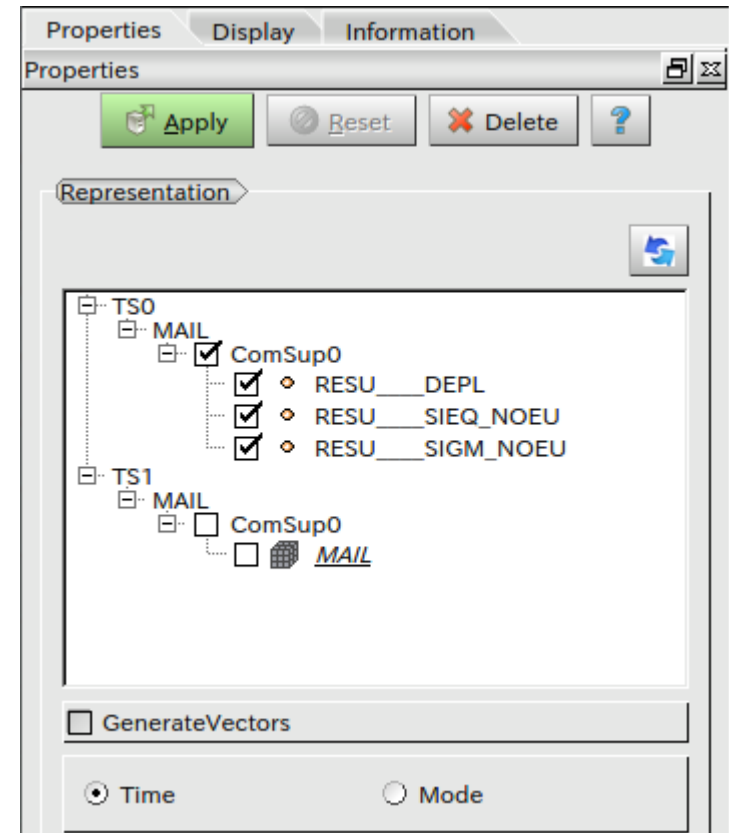 Properties Display Information
Properties
Apply Reset Delete ?
Representation
TS0
MAIL
ComSup0
RESU____DEPL
RESU____SIEQ_NOEU
RESU____SIGM_NOEU
TS1
MAIL
ComSup0
MAIL
GenerateVectors
Time Mode